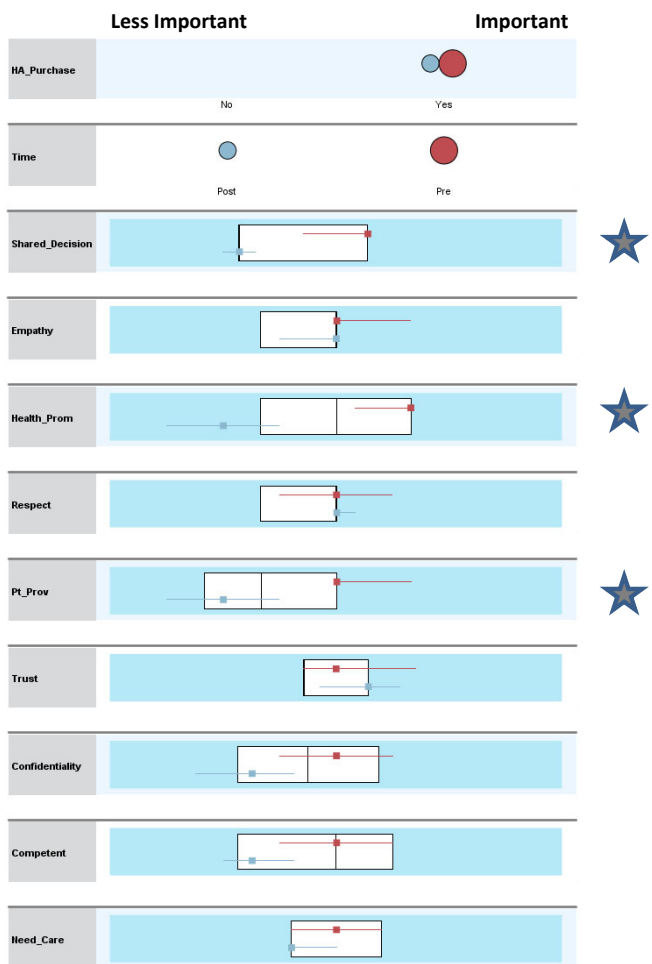 Less Important Important
HA_Purchase
No Yes
Time
Post Pre
Shared_Decision
Empathy
Health_Prom
Respect
Pt_Prov
Trust
Confidentiality
Competent
Need_Care